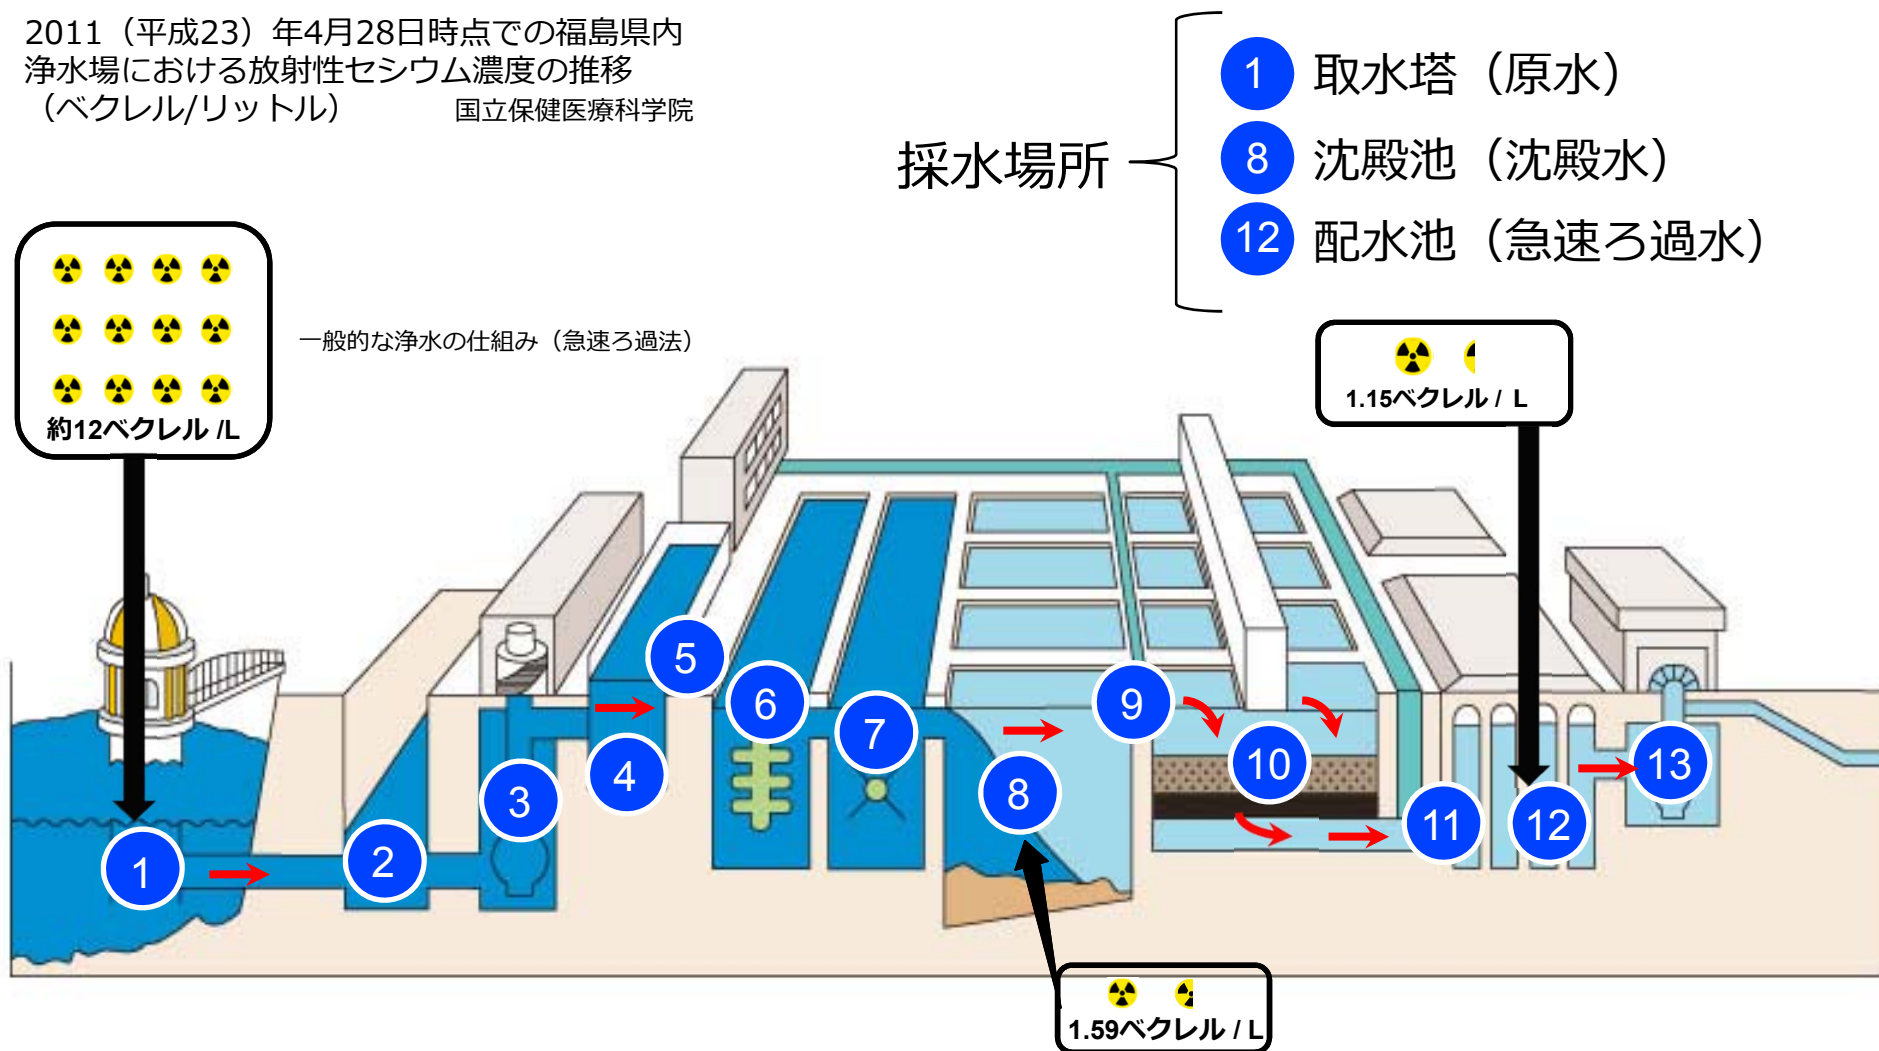 2011（平成23）年4月28日時点での福島県内
浄水場における放射性セシウム濃度の推移
（ベクレル/リットル）　国立保健医療科学院
採水場所
1 取水塔（原水）
8 沈殿池（沈殿水）
12 配水池（急速ろ過水）
約12ベクレル /L
一般的な浄水の仕組み（急速ろ過法）
1.15ベクレル / L
1
2
3
4
5
6
7
8
9
10
11
12
13
1.59ベクレル / L